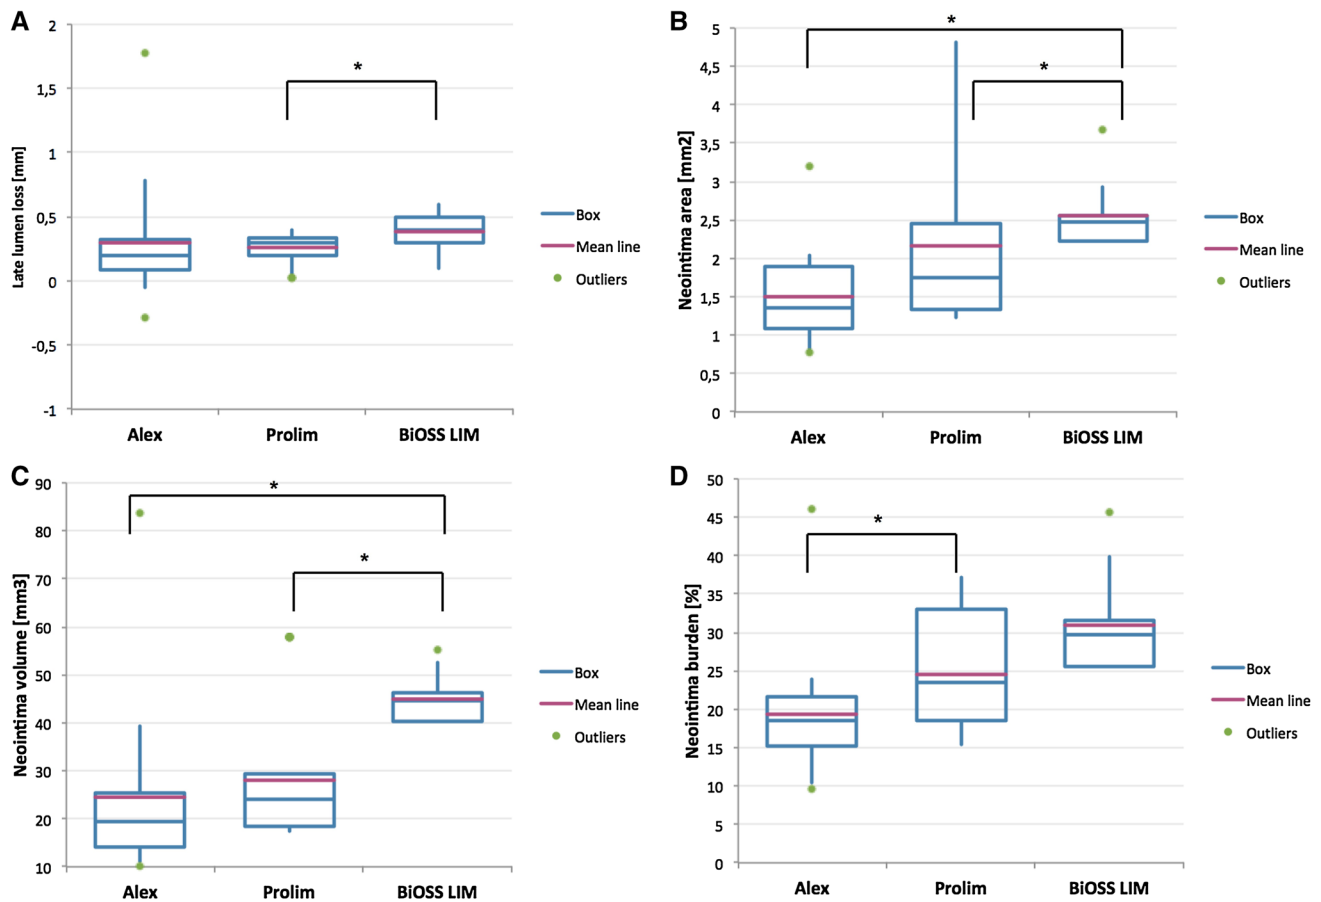 A
Late lumen loss [mm]
2
1,5
1
0,5
0
-0,5
-1
*
Alex Prolim BiOSS LIM
Box
Mean line
Outliers
B
Neointima area [mm2]
5
4,5
4
3,5
3
2,5
2
1,5
1
0,5
0
*
*
Alex Prolim BiOSS LIM
Box
Mean line
Outliers
C
Neointima volume [mm3]
90
80
70
60
50
40
30
20
10
*
*
Alex Prolim BiOSS LIM
Box
Mean line
Outliers
D
Neointima burden [%]
50
45
40
35
30
25
20
15
10
5
0
*
Alex Prolim BiOSS LIM
Box
Mean line
Outliers